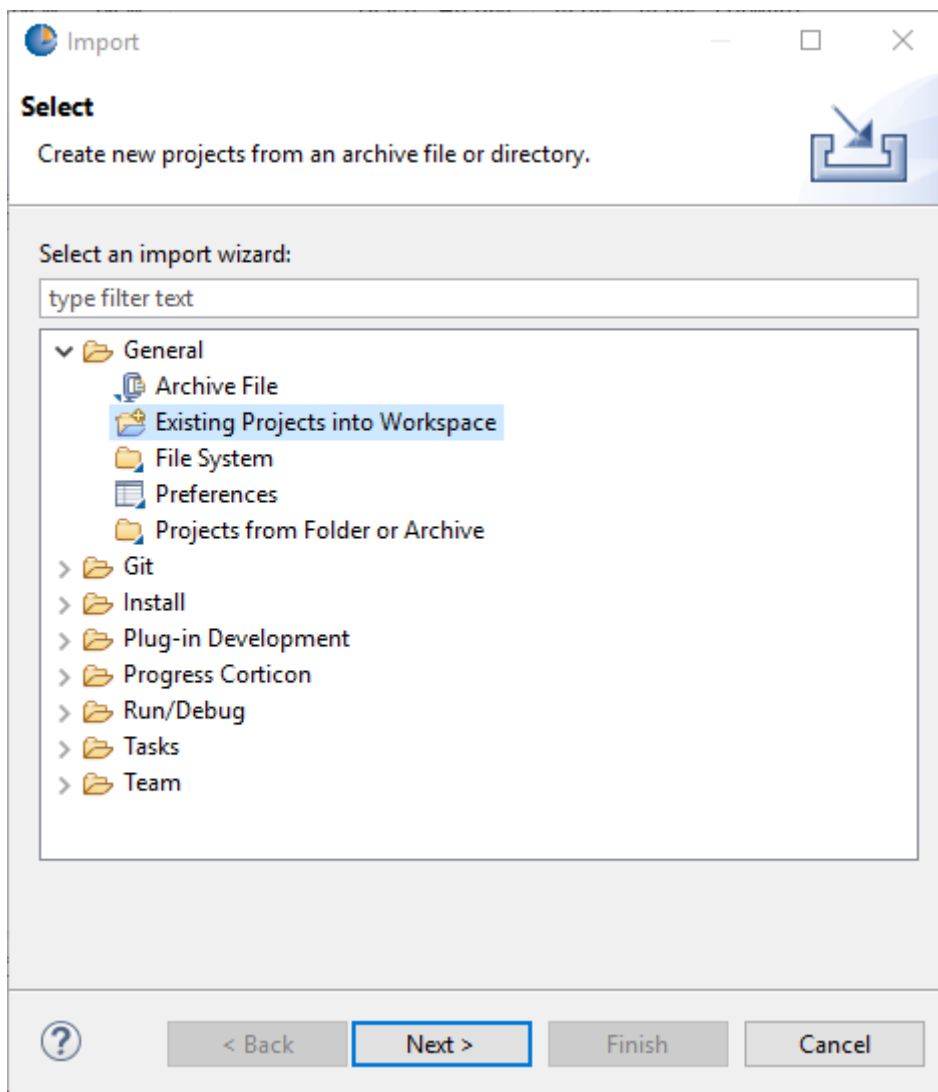 Import
Select
Create new projects from an archive file or directory.
Select an import wizard:
type filter text
General
Archive File
Existing Projects into Workspace
File System
Preferences
Projects from Folder or Archive
Git
Install
Plug-in Development
Progress Corticon
Run/Debug
Tasks
Team
? < Back Next > Finish Cancel